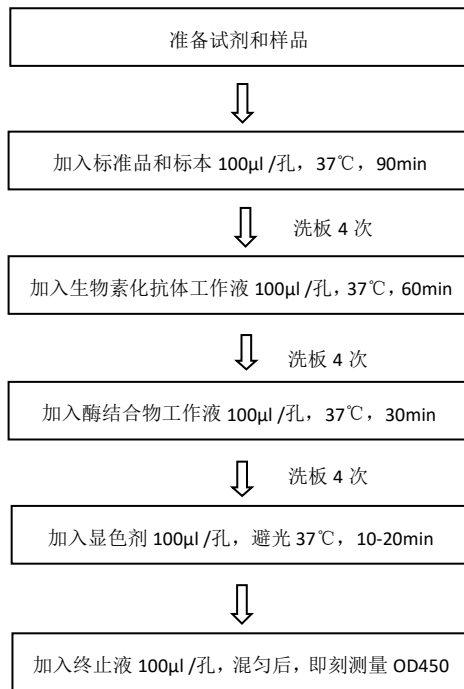 准备试剂和样品
加入标准品和标本 100μl /孔，37℃，90min
洗板 4 次
加入生物素化抗体工作液 100μl /孔，37℃，60min
洗板 4 次
加入酶结合物工作液 100μl /孔，37℃，30min
洗板 4 次
加入显色剂 100μl /孔，避光 37℃，10-20min
加入终止液 100μl /孔，混匀后，即刻测量 OD450